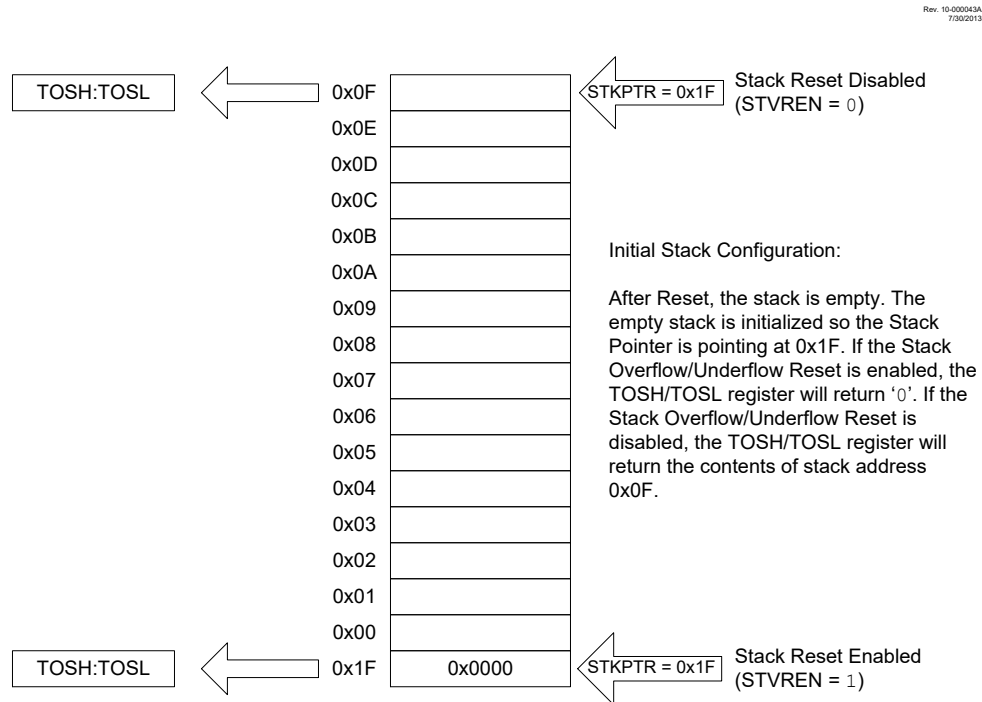 Rev. 10-000043A
7/30/2013
TOSH:TOSL
0x0F
STKPTR = 0x1F
Stack Reset Disabled
(STVREN = 0)
0x0E
0x0D
0x0C
0x0B
0x0A
0x09
0x08
0x07
0x06
0x05
0x04
0x03
0x02
0x01
0x00
Initial Stack Configuration:
After Reset, the stack is empty. The
empty stack is initialized so the Stack
Pointer is pointing at 0x1F. If the Stack
Overflow/Underflow Reset is enabled, the
TOSH/TOSL register will return ‘0’. If the
Stack Overflow/Underflow Reset is
disabled, the TOSH/TOSL register will
return the contents of stack address
0x0F.
TOSH:TOSL
0x1F
0x0000
STKPTR = 0x1F
Stack Reset Enabled
(STVREN = 1)